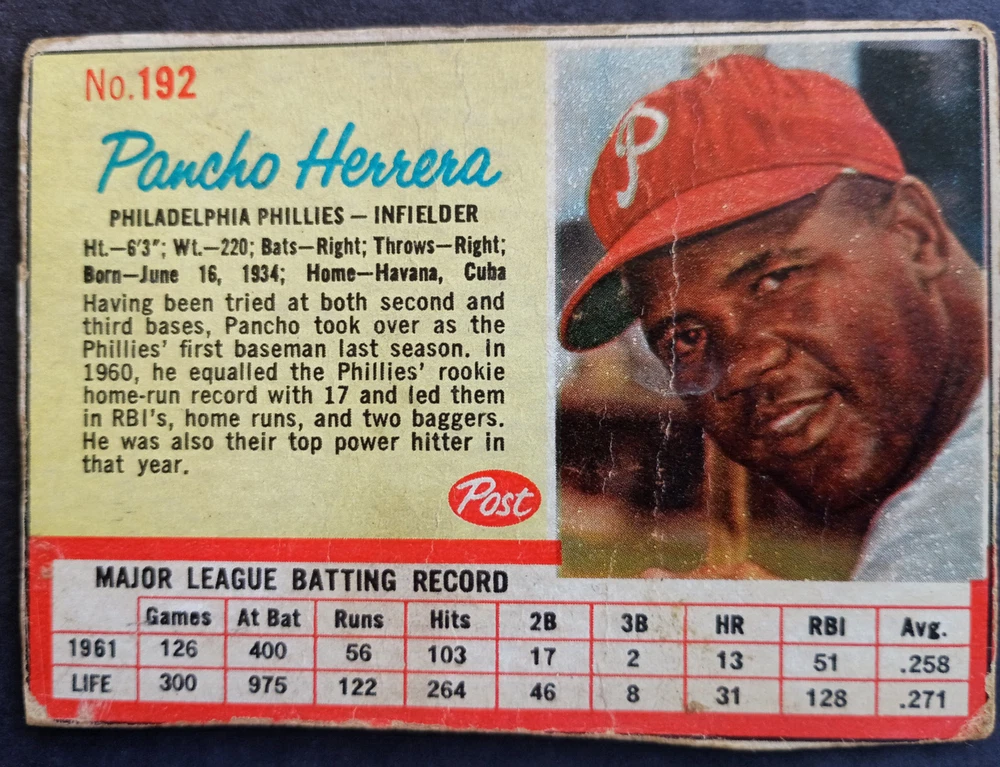 No.192
Pancho Herrera
PHILADELPHIA PHILLIES — INFIELDER
Ht.—6'3"; Wt.—220; Bats—Right; Throws—Right;
Born—June 16, 1934; Home—Havana, Cuba
Having been tried at both second and
third bases, Pancho took over as the
Phillies' first baseman last season. In
1960, he equalled the Phillies' rookie
home-run record with 17 and led them
in RBI's, home runs, and two baggers.
He was also their top power hitter in
that year.
Post
P
MAJOR LEAGUE BATTING RECORD
Games At Bat Runs Hits 2B 3B HR RBI Avg.
1961 126 400 56 103 17 2 13 51 .258
LIFE 300 975 122 264 46 8 31 128 .271